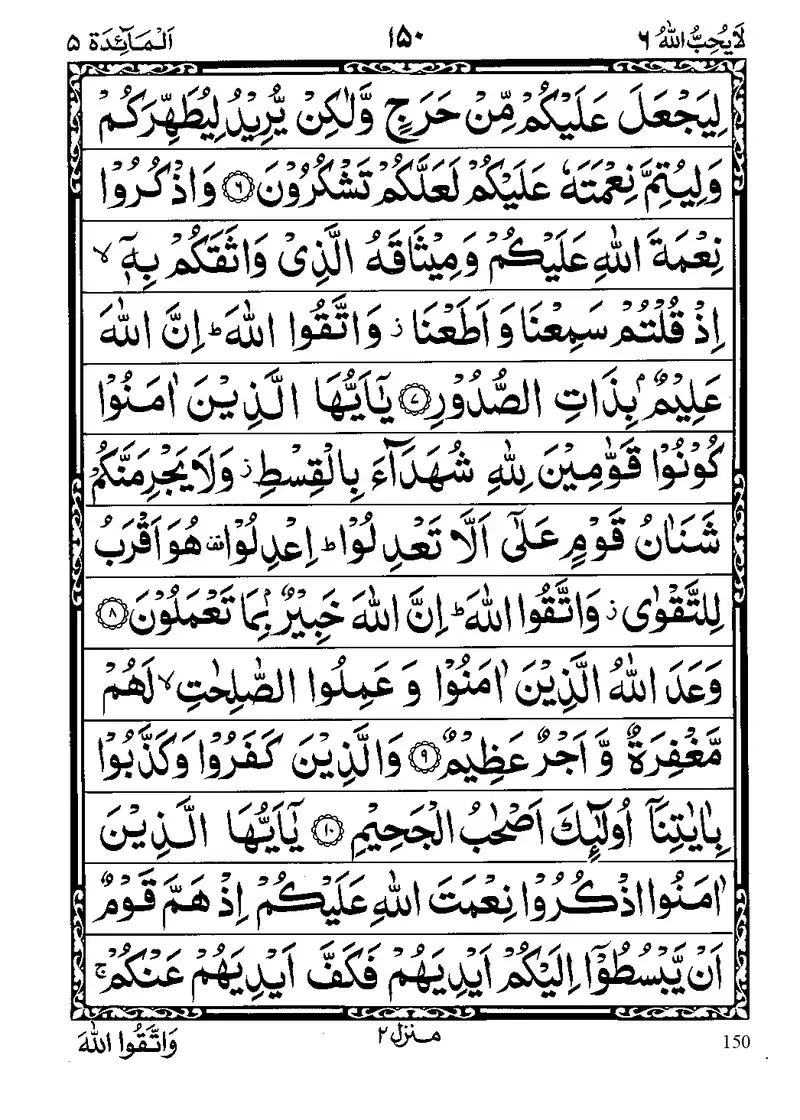 لَا يُحِبُّ اللّٰهُ ٦ ١٥٠ اَلْمَآئِدَة ٥
لِيَجْعَلَ عَلَيْكُمْ مِّنْ حَرَجٍ وَّلٰكِنْ يُّرِيْدُ لِيُطَهِّرَكُمْ
وَلِيُتِمَّ نِعْمَتَهٗ عَلَيْكُمْ لَعَلَّكُمْ تَشْكُرُوْنَ ۝٦ وَاذْكُرُوْا
نِعْمَةَ اللّٰهِ عَلَيْكُمْ وَمِيْثَاقَهُ الَّذِيْ وَاثَقَكُمْ بِهٖٓ ۙ
اِذْ قُلْتُمْ سَمِعْنَا وَاَطَعْنَا ز وَاتَّقُوا اللّٰهَ ؕ اِنَّ اللّٰهَ
عَلِيْمٌۢ بِذَاتِ الصُّدُوْرِ ۝٧ يٰٓاَيُّهَا الَّذِيْنَ اٰمَنُوْا
كُوْنُوْا قَوّٰمِيْنَ لِلّٰهِ شُهَدَآءَ بِالْقِسْطِ ز وَلَا يَجْرِمَنَّكُمْ
شَنَاٰنُ قَوْمٍ عَلٰٓى اَلَّا تَعْدِلُوْا ؕ اِعْدِلُوْا ۫ هُوَ اَقْرَبُ
لِلتَّقْوٰى ز وَاتَّقُوا اللّٰهَ ؕ اِنَّ اللّٰهَ خَبِيْرٌۢ بِمَا تَعْمَلُوْنَ ۝٨
وَعَدَ اللّٰهُ الَّذِيْنَ اٰمَنُوْا وَعَمِلُوا الصّٰلِحٰتِ ۙ لَهُمْ
مَّغْفِرَةٌ وَّاَجْرٌ عَظِيْمٌ ۝٩ وَالَّذِيْنَ كَفَرُوْا وَكَذَّبُوْا
بِاٰيٰتِنَآ اُولٰٓئِكَ اَصْحٰبُ الْجَحِيْمِ ۝١٠ يٰٓاَيُّهَا الَّذِيْنَ
اٰمَنُوا اذْكُرُوْا نِعْمَتَ اللّٰهِ عَلَيْكُمْ اِذْ هَمَّ قَوْمٌ
اَنْ يَّبْسُطُوْٓا اِلَيْكُمْ اَيْدِيَهُمْ فَكَفَّ اَيْدِيَهُمْ عَنْكُمْ ۚ
150 منزل ٢ وَاتَّقُوا اللّٰهَ